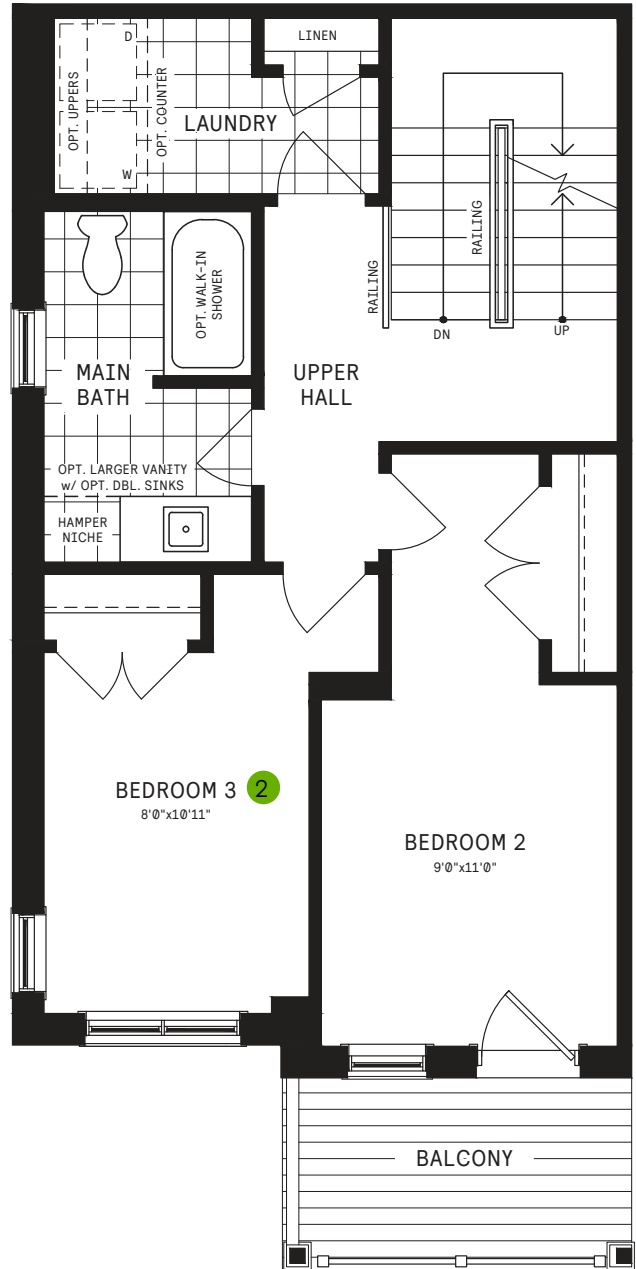 LINEN
D
OPT. UPPERS
OPT. COUNTER
LAUNDRY
W
RAILING
RAILING
DN
UP
OPT. WALK-IN
SHOWER
MAIN
BATH
UPPER
HALL
OPT. LARGER VANITY
w/ OPT. DBL. SINKS
HAMPER
NICHE
BEDROOM 3 2
8'0"x10'11"
BEDROOM 2
9'0"x11'0"
BALCONY